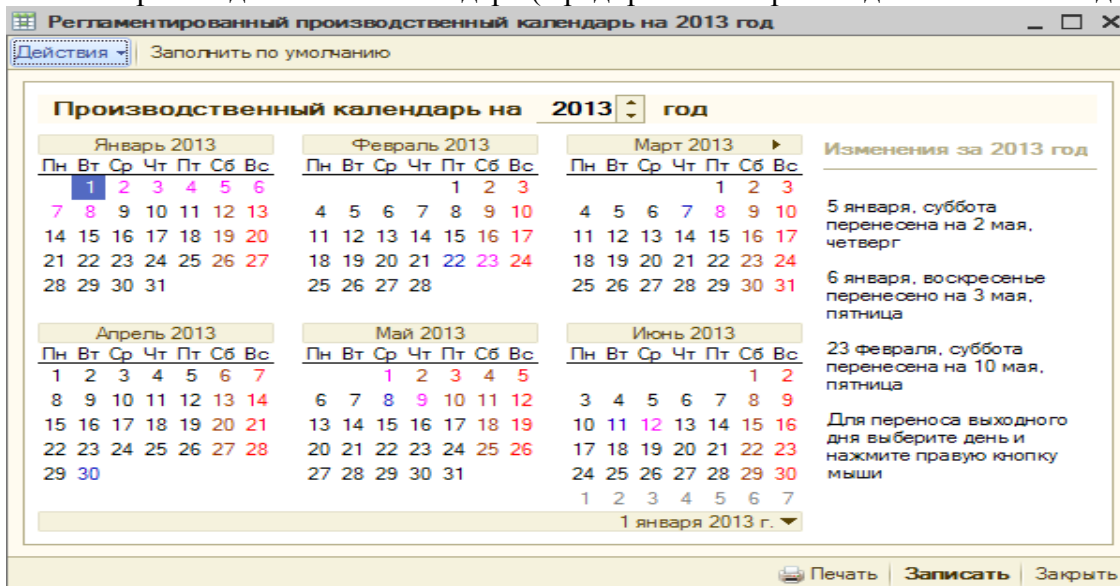 Регламентированный производственный календарь на 2013 год
Действия Заполнить по умолчанию
Производственный календарь на 2013 год
Январь 2013
Пн Вт Ср Чт Пт Сб Вс
1 2 3 4 5 6
7 8 9 10 11 12 13
14 15 16 17 18 19 20
21 22 23 24 25 26 27
28 29 30 31
Февраль 2013
Пн Вт Ср Чт Пт Сб Вс
1 2 3
4 5 6 7 8 9 10
11 12 13 14 15 16 17
18 19 20 21 22 23 24
25 26 27 28
Март 2013
Пн Вт Ср Чт Пт Сб Вс
1 2 3
4 5 6 7 8 9 10
11 12 13 14 15 16 17
18 19 20 21 22 23 24
25 26 27 28 29 30 31
Апрель 2013
Пн Вт Ср Чт Пт Сб Вс
1 2 3 4 5 6 7
8 9 10 11 12 13 14
15 16 17 18 19 20 21
22 23 24 25 26 27 28
29 30
Май 2013
Пн Вт Ср Чт Пт Сб Вс
1 2 3 4 5
6 7 8 9 10 11 12
13 14 15 16 17 18 19
20 21 22 23 24 25 26
27 28 29 30 31
Июнь 2013
Пн Вт Ср Чт Пт Сб Вс
1 2
3 4 5 6 7 8 9
10 11 12 13 14 15 16
17 18 19 20 21 22 23
24 25 26 27 28 29 30
1 2 3 4 5 6 7
1 января 2013 г.
Изменения за 2013 год
5 января, суббота
перенесена на 2 мая,
четверг
6 января, воскресенье
перенесено на 3 мая,
пятница
23 февраля, суббота
перенесена на 10 мая,
пятница
Для переноса выходного
дня выберите день и
нажмите правую кнопку
мыши
Печать Записать Закрыть